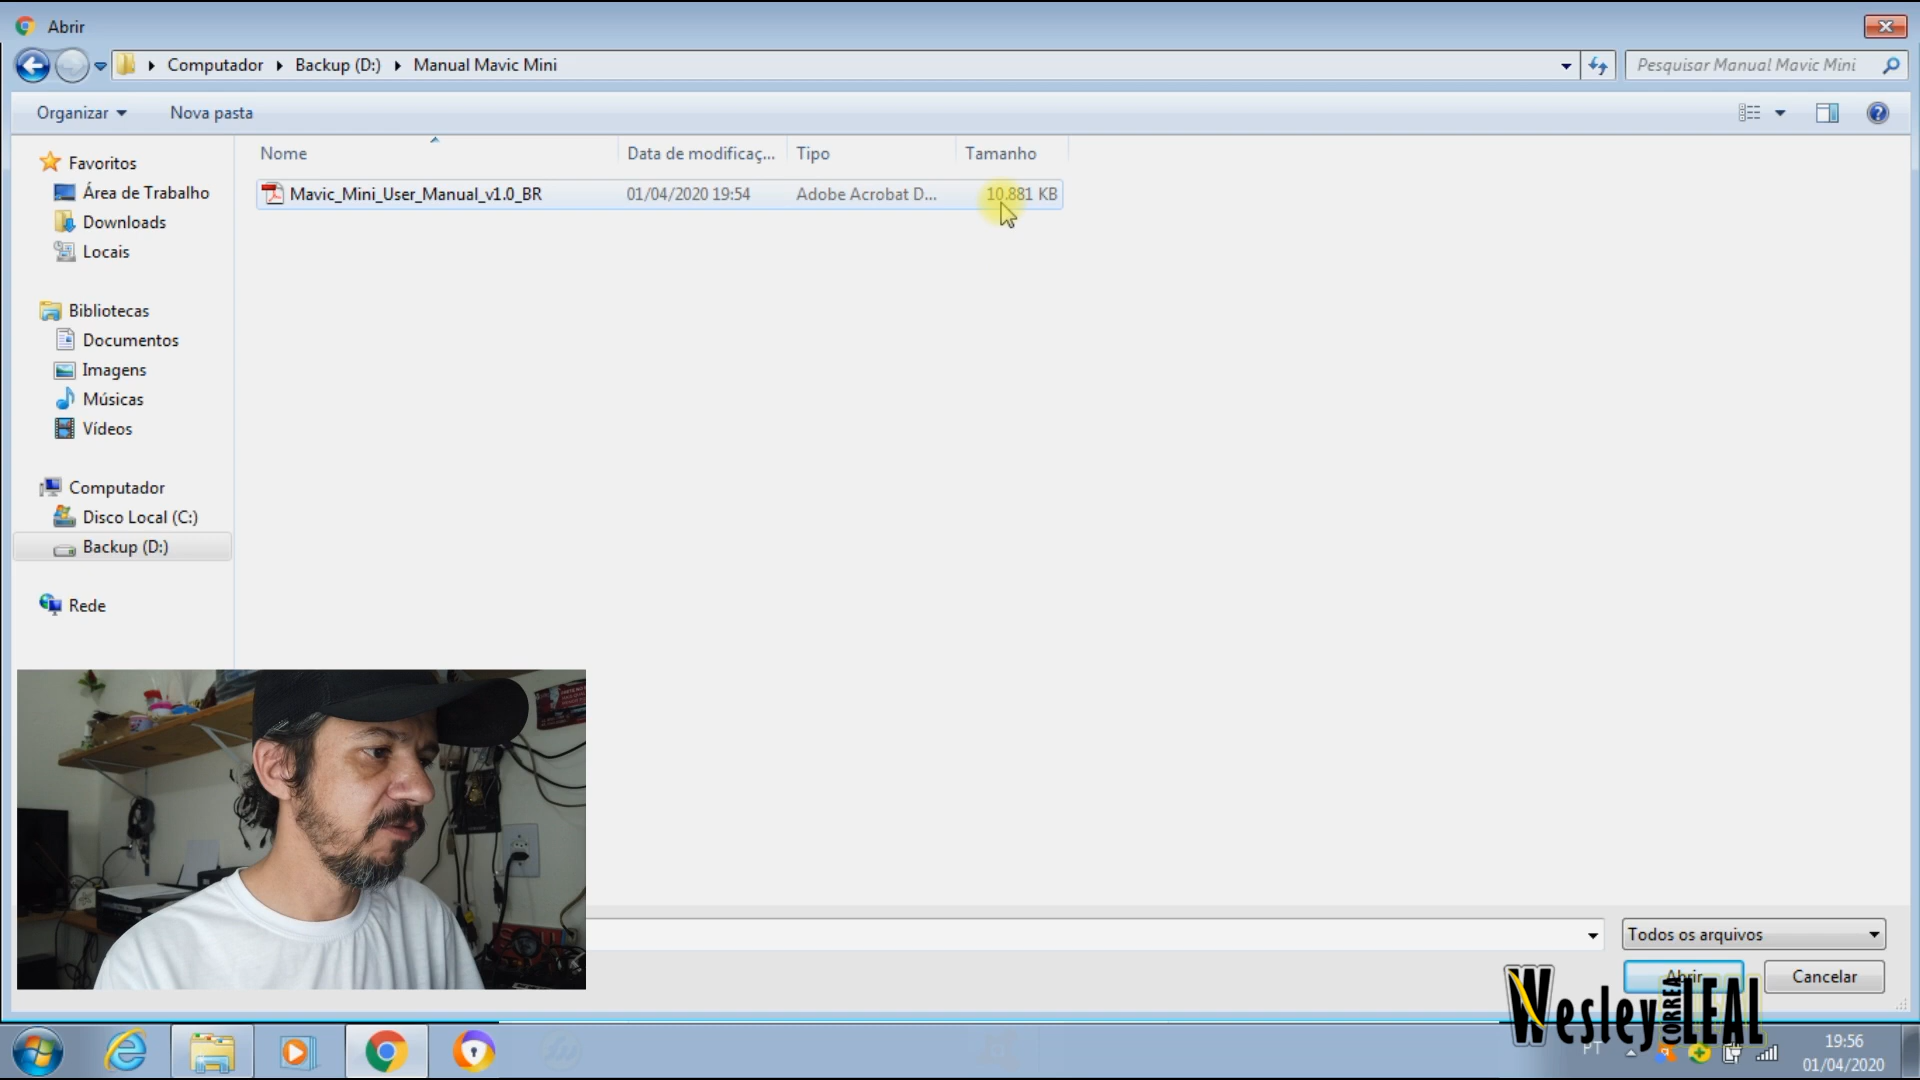 Abrir
Computador Backup (D:) Manual Mavic Mini
Pesquisar Manual Mavic Mini
Organizar Nova pasta
Nome Data de modificaç... Tipo Tamanho
Mavic_Mini_User_Manual_v1.0_BR 01/04/2020 19:54 Adobe Acrobat D... 10.881 KB
Favoritos
Área de Trabalho
Downloads
Locais
Bibliotecas
Documentos
Imagens
Músicas
Vídeos
Computador
Disco Local (C:)
Backup (D:)
Rede
Todos os arquivos
Abrir Cancelar
Wesley CORREA LEAL
PT
19:56
01/04/2020